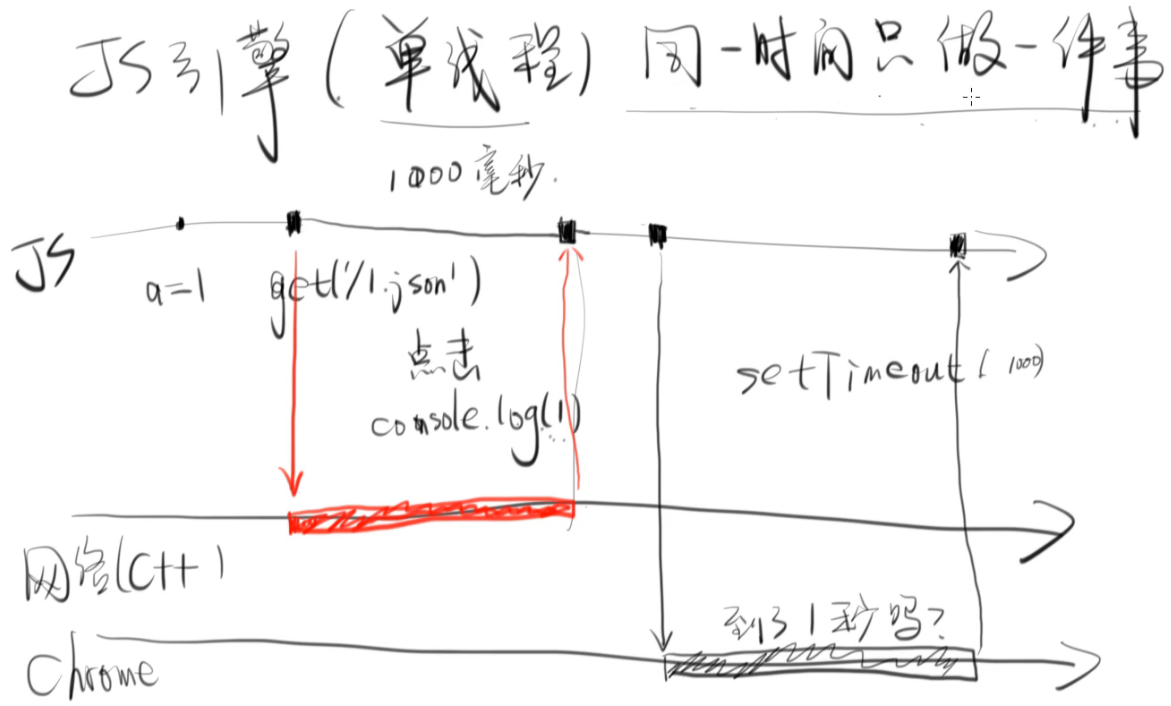 JS引擎(单线程) 同一时间只做一件事
1000毫秒.
JS
a=1 get('/1.json')
点击
setTimeout( 1000)
console.log(1)
网络(C++)
到了1秒吗?
Chrome